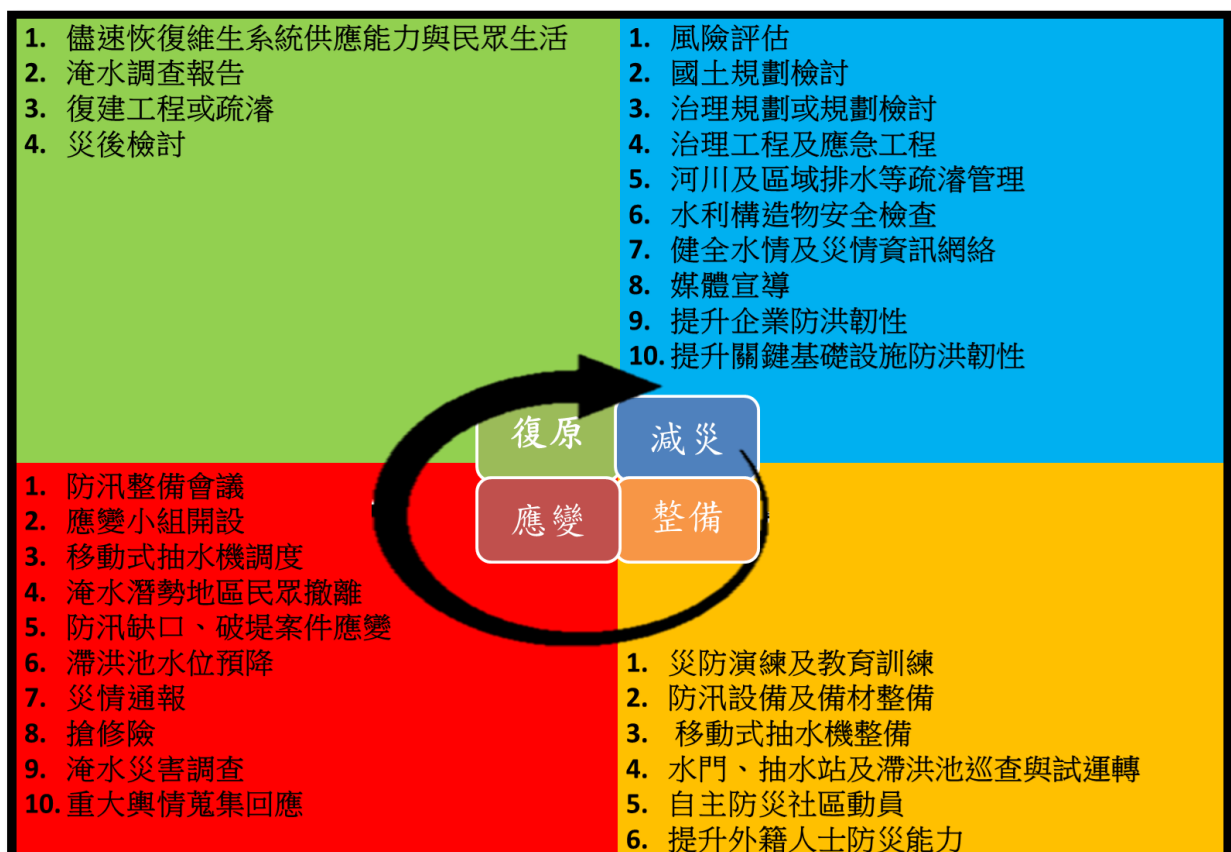 1. 儘速恢復維生系統供應能力與民眾生活
2. 淹水調查報告
3. 復建工程或疏濬
4. 災後檢討
1. 風險評估
2. 國土規劃檢討
3. 治理規劃或規劃檢討
4. 治理工程及應急工程
5. 河川及區域排水等疏濬管理
6. 水利構造物安全檢查
7. 健全水情及災情資訊網絡
8. 媒體宣導
9. 提升企業防洪韌性
10. 提升關鍵基礎設施防洪韌性
復原
減災
應變
整備
1. 防汛整備會議
2. 應變小組開設
3. 移動式抽水機調度
4. 淹水潛勢地區民眾撤離
5. 防汛缺口、破堤案件應變
6. 滯洪池水位預降
7. 災情通報
8. 搶修險
9. 淹水災害調查
10. 重大輿情蒐集回應
1. 災防演練及教育訓練
2. 防汛設備及備材整備
3. 移動式抽水機整備
4. 水門、抽水站及滯洪池巡查與試運轉
5. 自主防災社區動員
6. 提升外籍人士防災能力